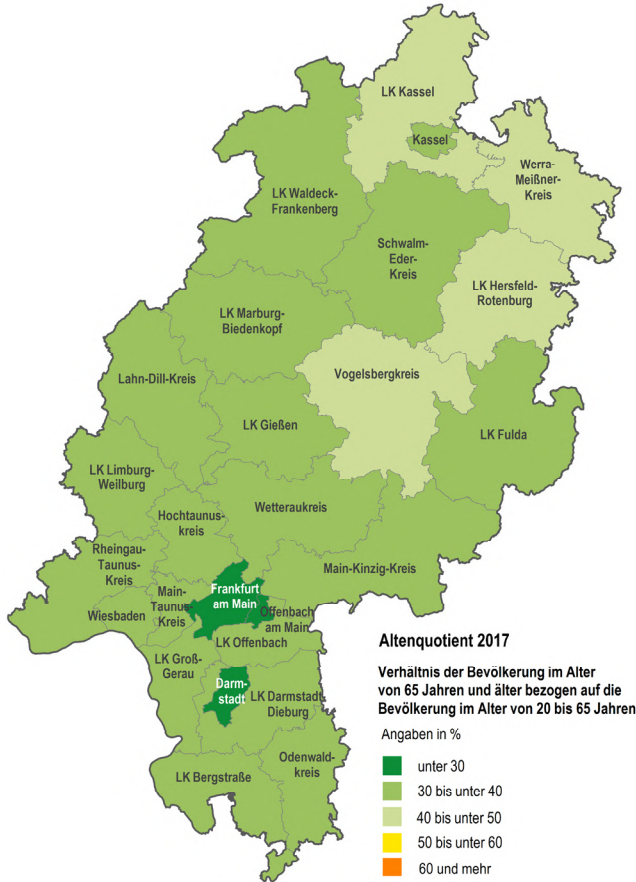 LK Kassel
Kassel
Werra-
Meißner-
Kreis
LK Waldeck-
Frankenberg
Schwalm-
Eder-
Kreis
LK Hersfeld-
Rotenburg
LK Marburg-
Biedenkopf
Lahn-Dill-Kreis
Vogelsbergkreis
LK Gießen
LK Fulda
LK Limburg-
Weilburg
Wetteraukreis
Hochtaunus-
kreis
Rheingau-
Taunus-
Kreis
Main-Kinzig-Kreis
Frankfurt
am Main
Main-
Taunus-
Kreis
Offenbach
am Main
Wiesbaden
LK Offenbach
LK Groß-
Gerau
Darm-
stadt
LK Darmstadt
Dieburg
Odenwald-
kreis
LK Bergstraße
Altenquotient 2017
Verhältnis der Bevölkerung im Alter
von 65 Jahren und älter bezogen auf die
Bevölkerung im Alter von 20 bis 65 Jahren
Angaben in %
unter 30
30 bis unter 40
40 bis unter 50
50 bis unter 60
60 und mehr